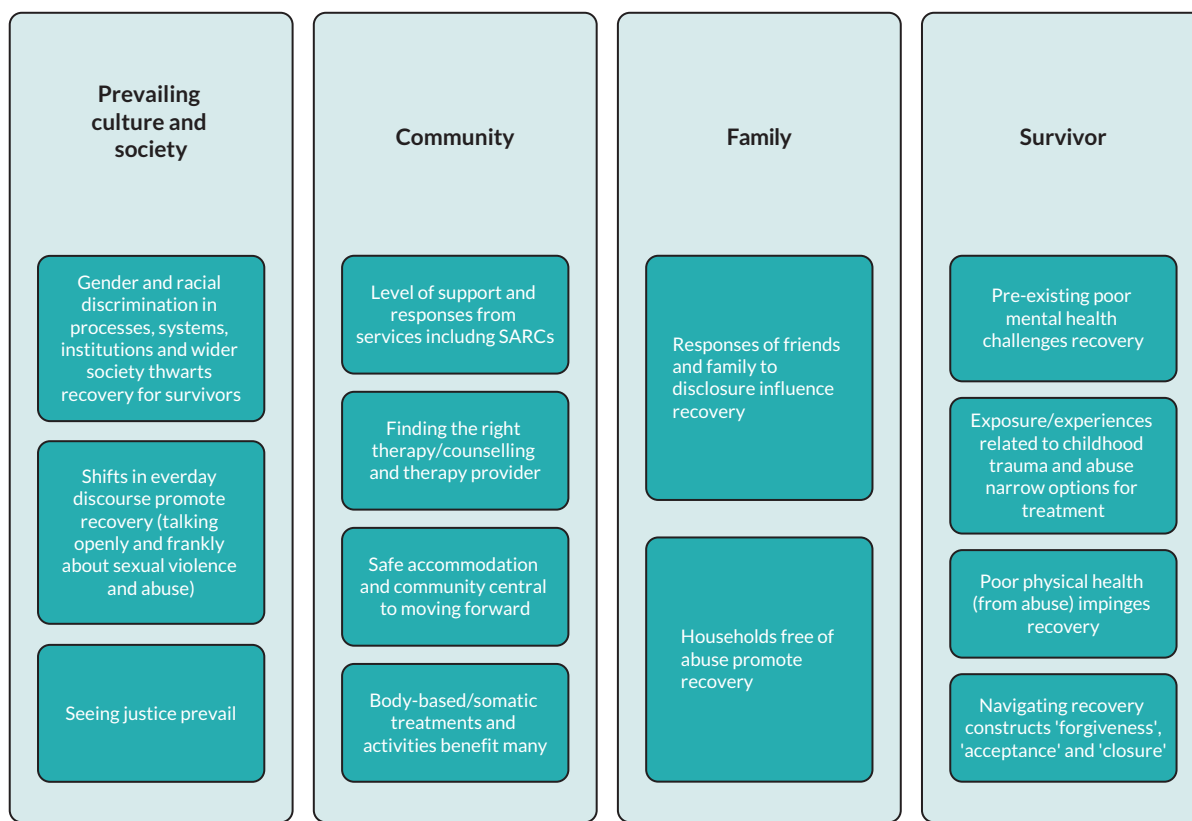 Prevailing
culture and
society
Gender and racial
discrimination in
processes, systems,
institutions and wider
society thwarts
recovery for survivors
Shifts in everday
discourse promote
recovery (talking
openly and frankly
about sexual violence
and abuse)
Seeing justice prevail
Community
Level of support and
responses from
services includng SARCs
Finding the right
therapy/counselling
and therapy provider
Safe accommodation
and community central
to moving forward
Body-based/somatic
treatments and
activities benefit many
Family
Responses of friends
and family to
disclosure influence
recovery
Households free of
abuse promote
recovery
Survivor
Pre-existing poor
mental health
challenges recovery
Exposure/experiences
related to childhood
trauma and abuse
narrow options for
treatment
Poor physical health
(from abuse) impinges
recovery
Navigating recovery
constructs 'forgiveness',
'acceptance' and 'closure'